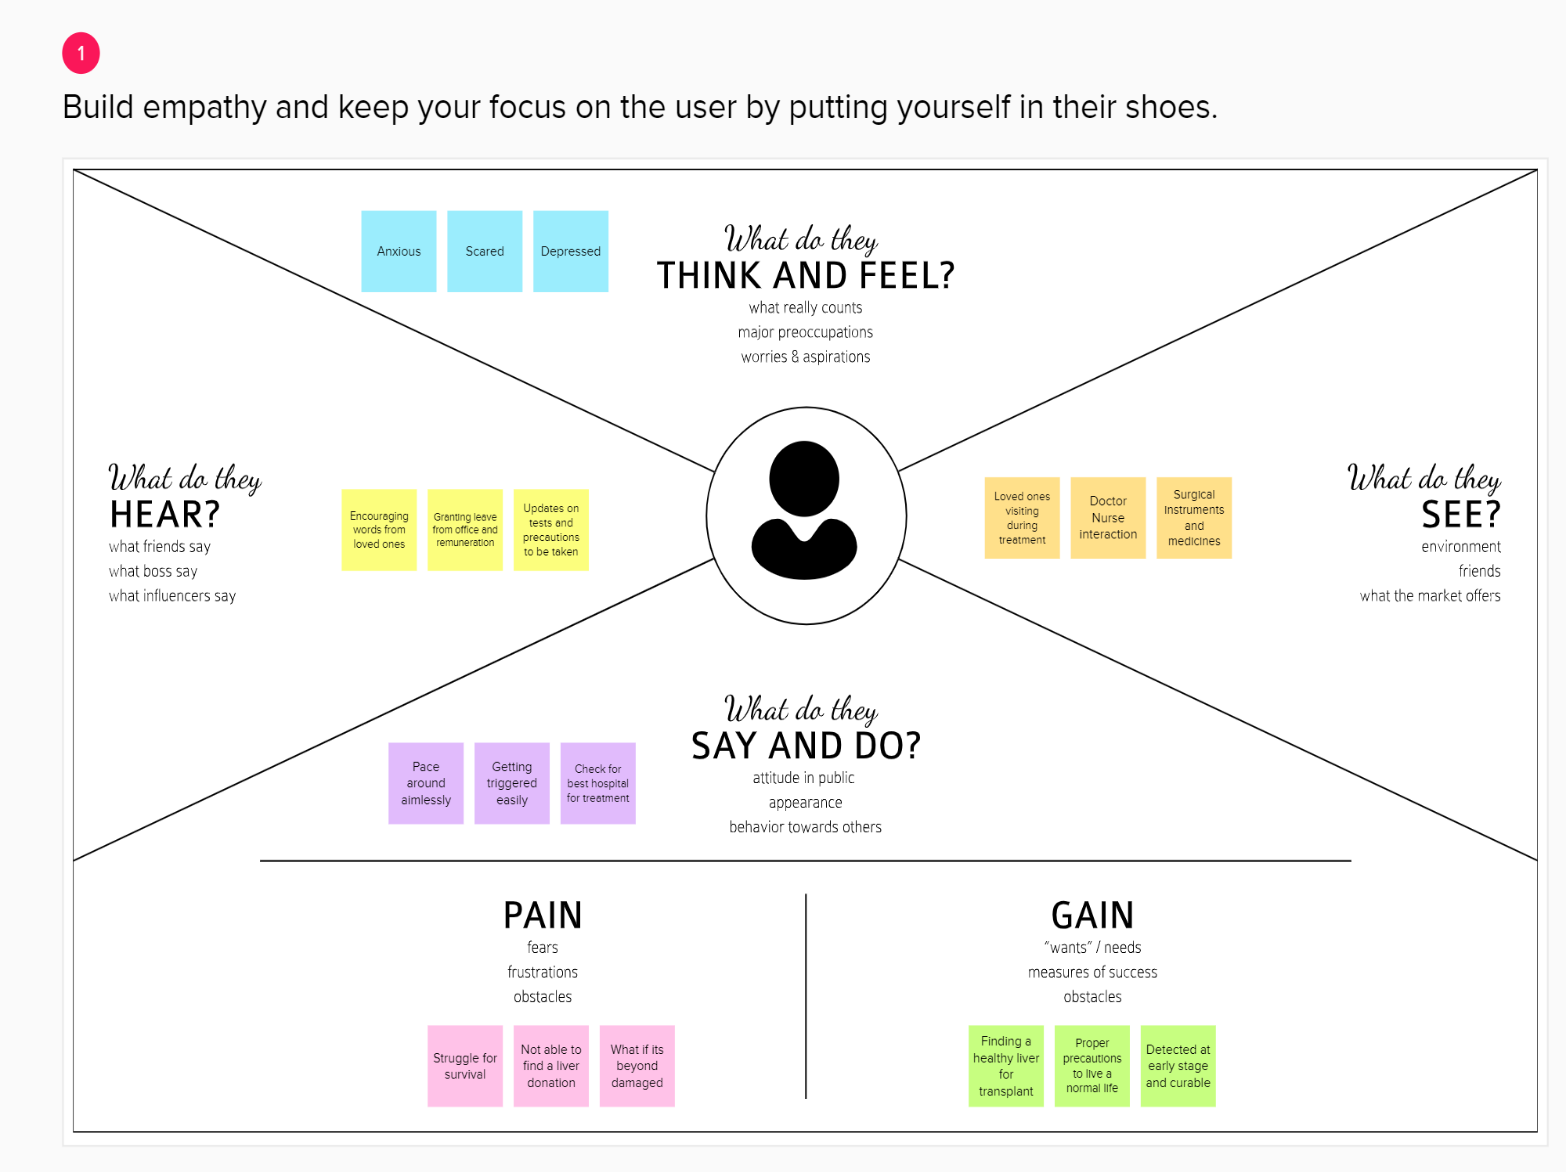 1
Build empathy and keep your focus on the user by putting yourself in their shoes.
Anxious
Scared
Depressed
What do they
THINK AND FEEL?
what really counts
major preoccupations
worries & aspirations
What do they
HEAR?
what friends say
what boss say
what influencers say
Encouraging
words from
loved ones
Granting leave
from office and
remuneration
Updates on
tests and
precautions
to be taken
Loved ones
visiting
during
treatment
Doctor
Nurse
interaction
Surgical
Instruments
and
medicines
What do they
SEE?
environment
friends
what the market offers
What do they
SAY AND DO?
attitude in public
appearance
behavior towards others
Pace
around
aimlessly
Getting
triggered
easily
Check for
best hospital
for treatment
PAIN
fears
frustrations
obstacles
Struggle for
survival
Not able to
find a liver
donation
What if its
beyond
damaged
GAIN
"wants" / needs
measures of success
obstacles
Finding a
healthy liver
for
transplant
Proper
precautions
to live a
normal life
Detected at
early stage
and curable